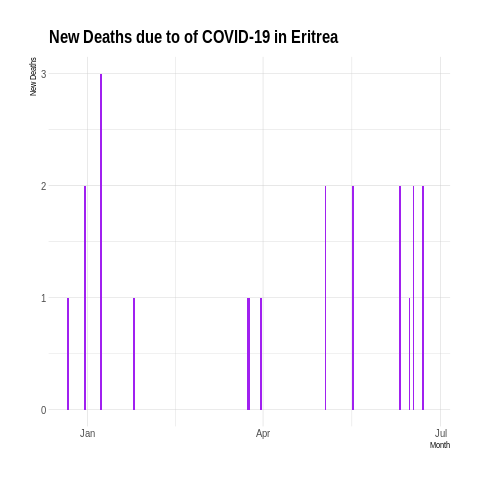 New Deaths due to of COVID-19 in Eritrea
New Deaths
3
2
1
0
Jan
Apr
Jul
Month